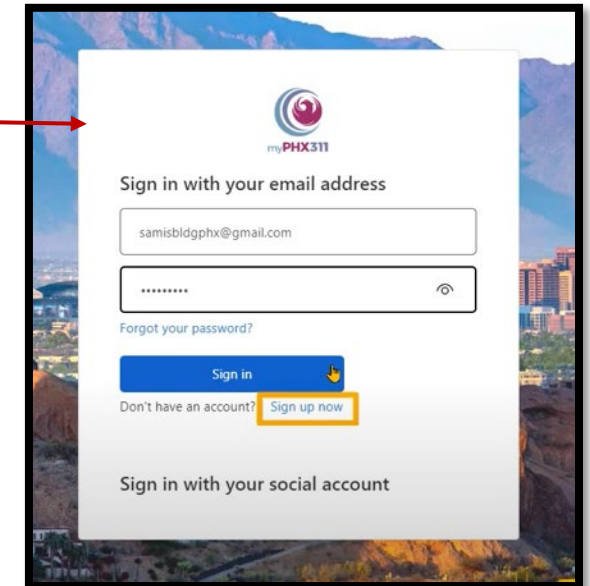 myPHX311
Sign in with your email address
samisbldgphx@gmail.com
•••••••••
Forgot your password?
Sign in
Don't have an account? Sign up now
Sign in with your social account